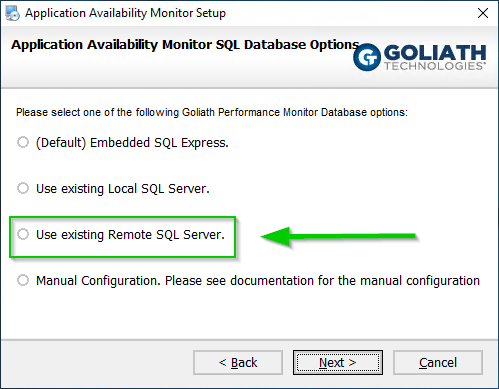 Application Availability Monitor Setup
Application Availability Monitor SQL Database Options
GOLIATH
TECHNOLOGIES®
Please select one of the following Goliath Performance Monitor Database options:
(Default) Embedded SQL Express.
Use existing Local SQL Server.
Use existing Remote SQL Server.
Manual Configuration. Please see documentation for the manual configuration
< Back
Next >
Cancel